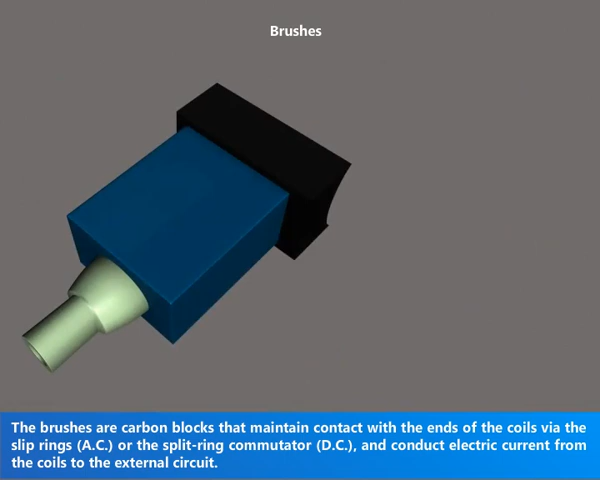 Brushes
The brushes are carbon blocks that maintain contact with the ends of the coils via the
slip rings (A.C.) or the split-ring commutator (D.C.), and conduct electric current from
the coils to the external circuit.